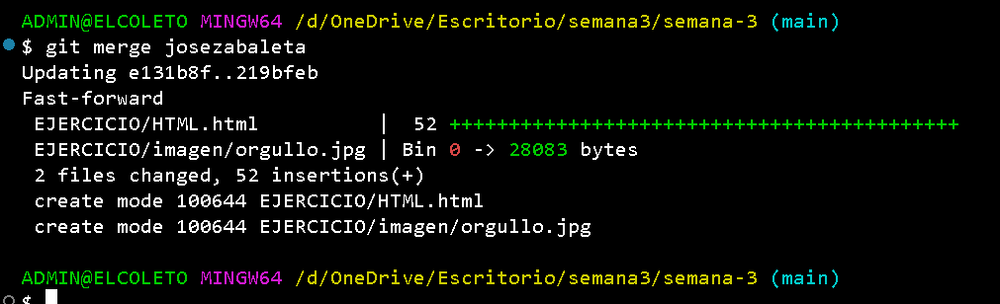 ADMIN@ELCOLETO MINGW64 /d/OneDrive/Escritorio/semana3/semana-3 (main)
$ git merge josezabaleta
Updating e131b8f..219bfeb
Fast-forward
 EJERCICIO/HTML.html          |  52 +++++++++++++++++++++++++++++++++++++++++++
 EJERCICIO/imagen/orgullo.jpg | Bin 0 -> 28083 bytes
 2 files changed, 52 insertions(+)
 create mode 100644 EJERCICIO/HTML.html
 create mode 100644 EJERCICIO/imagen/orgullo.jpg
ADMIN@ELCOLETO MINGW64 /d/OneDrive/Escritorio/semana3/semana-3 (main)
$